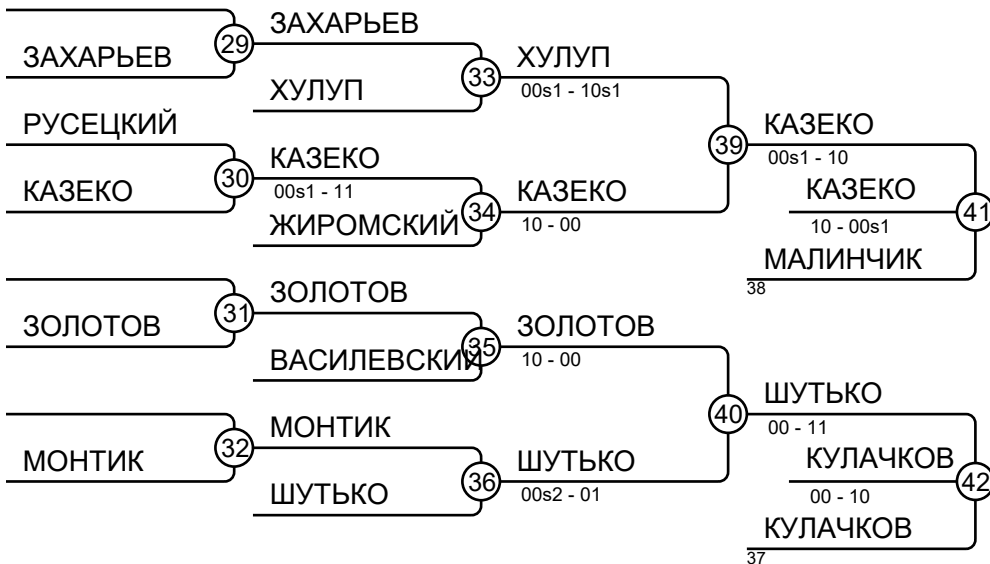 ЗАХАРЬЕВ
29
ЗАХАРЬЕВ
ХУЛУП
33
ХУЛУП
00s1 - 10s1
РУСЕЦКИЙ
КАЗЕКО
30
КАЗЕКО
00s1 - 11
ЖИРОМСКИЙ
34
КАЗЕКО
10 - 00
39
КАЗЕКО
00s1 - 10
КАЗЕКО
10 - 00s1
41
МАЛИНЧИК
38
ЗОЛОТОВ
31
ЗОЛОТОВ
ВАСИЛЕВСКИЙ
35
ЗОЛОТОВ
10 - 00
МОНТИК
32
МОНТИК
ШУТЬКО
36
ШУТЬКО
00s2 - 01
40
ШУТЬКО
00 - 11
КУЛАЧКОВ
00 - 10
42
КУЛАЧКОВ
37